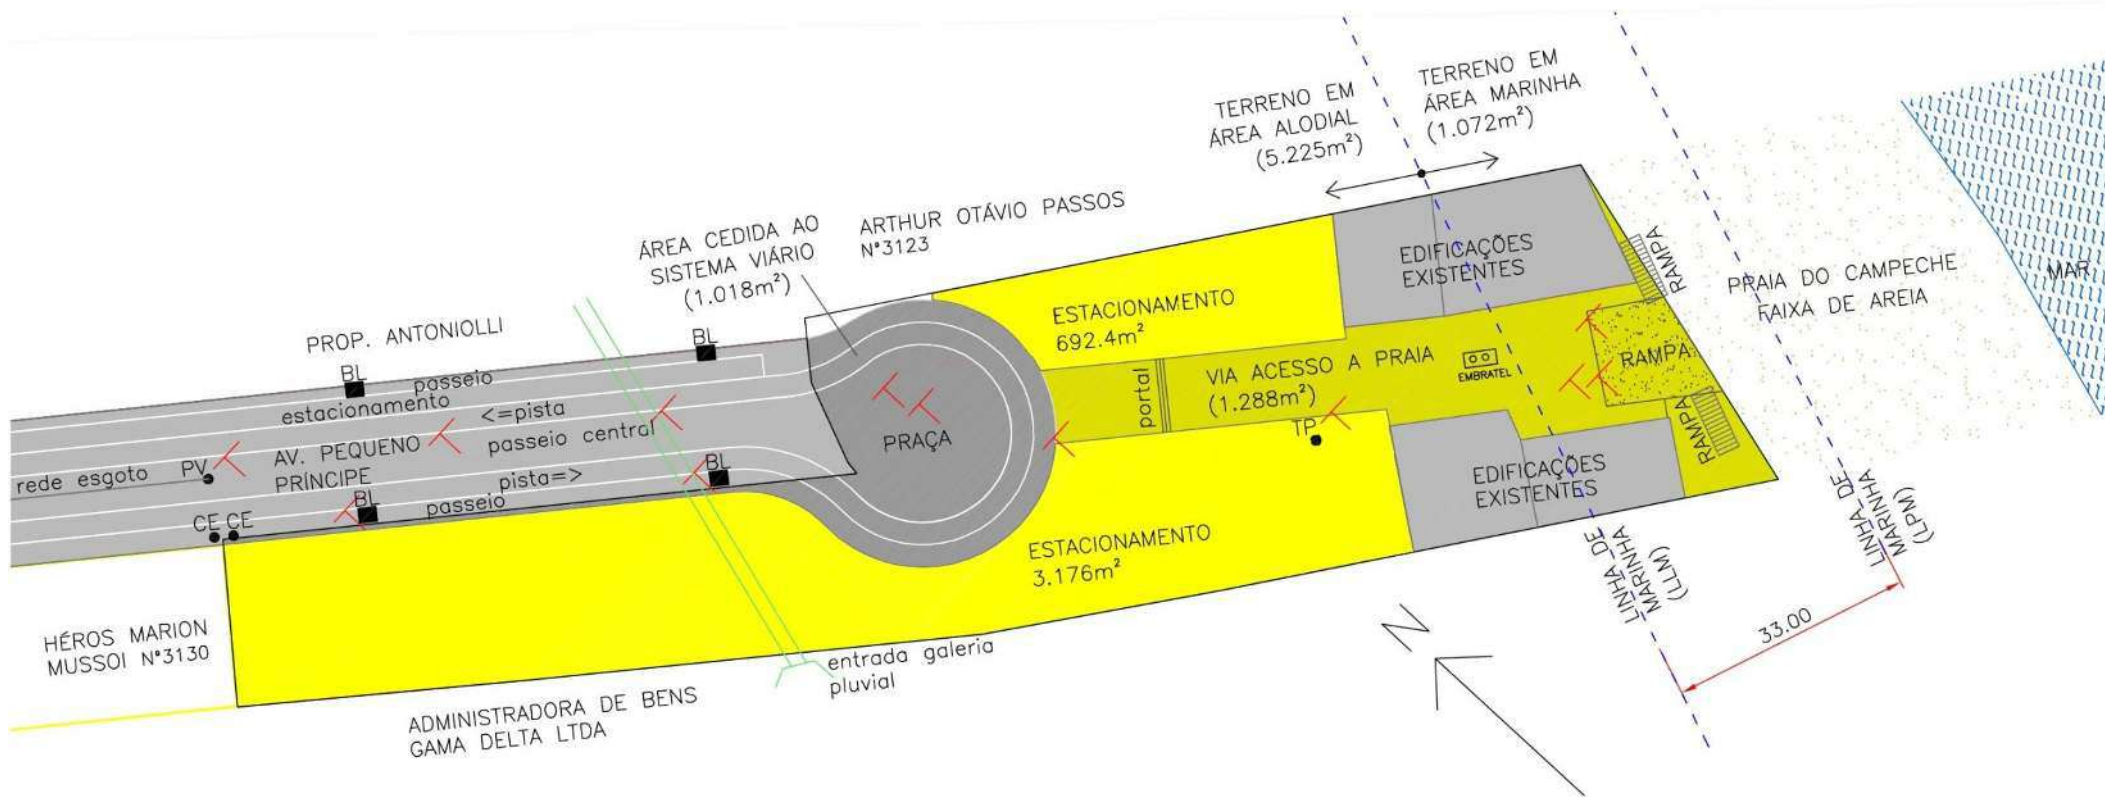 TERRENO EM
ÁREA ALODIAL
(5.225m²)
TERRENO EM
ÁREA MARINHA
(1.072m²)
ÁREA CEDIDA AO
SISTEMA VIÁRIO
(1.018m²)
ARTHUR OTÁVIO PASSOS
N°3123
EDIFICAÇÕES
EXISTENTES
RAMPA
PRAIA DO CAMPECHE
FAIXA DE AREIA
MAR
PROP. ANTONIOLLI
ESTACIONAMENTO
692.4m²
BL
BL
passeio
estacionamento
<=pista
VIA ACESSO A PRAIA
(1.288m²)
EMBRATEL
RAMPA
portal
AV. PEQUENO
PRÍNCIPE
passeio central
PRAÇA
TP
RAMPA
rede esgoto
PV
pista=>
BL
BL
passeio
CE CE
EDIFICAÇÕES
EXISTENTES
ESTACIONAMENTO
3.176m²
LINHA DE
MARINHA
(LLM)
LINHA DE
MARINHA
(LPM)
33.00
N
HÉROS MARION
MUSSOI N°3130
entrada galeria
pluvial
ADMINISTRADORA DE BENS
GAMA DELTA LTDA